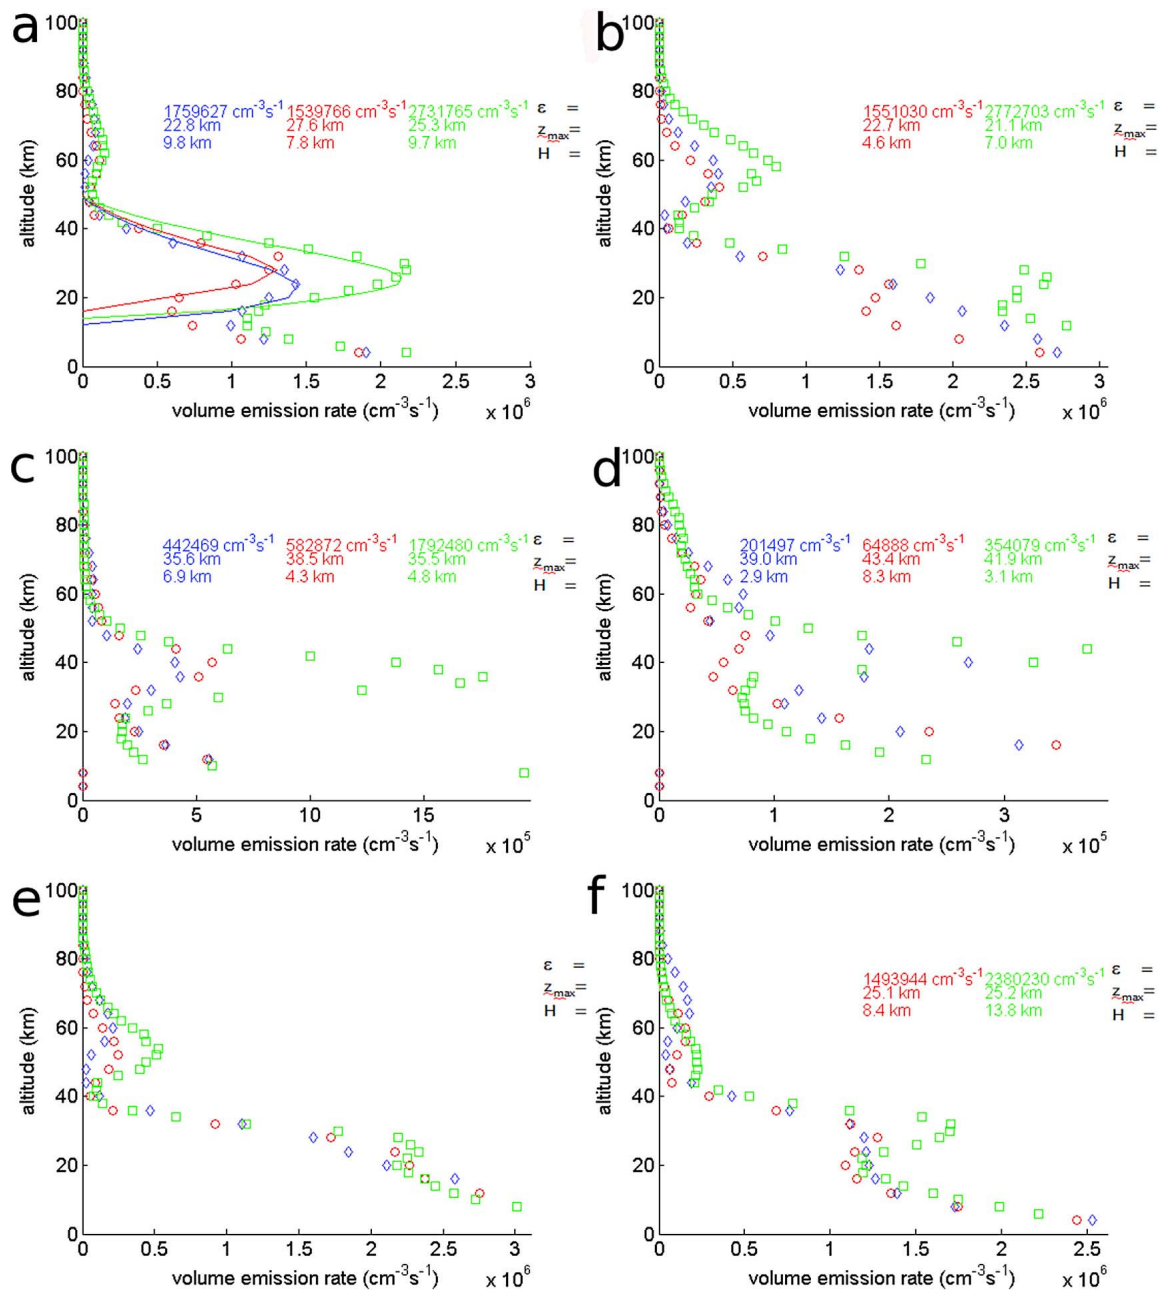 a
100
80
60
40
20
0
altitude (km)
1759627 cm⁻³s⁻¹ 1539766 cm⁻³s⁻¹ 2731765 cm⁻³s⁻¹ ε =
22.8 km 27.6 km 25.3 km zmax=
9.8 km 7.8 km 9.7 km H =
0 0.5 1 1.5 2 2.5 3
volume emission rate (cm⁻³s⁻¹) x 10⁶
b
100
80
60
40
20
0
altitude (km)
1551030 cm⁻³s⁻¹ 2772703 cm⁻³s⁻¹ ε =
22.7 km 21.1 km zmax=
4.6 km 7.0 km H =
0 0.5 1 1.5 2 2.5 3
volume emission rate (cm⁻³s⁻¹) x 10⁶
c
100
80
60
40
20
0
altitude (km)
442469 cm⁻³s⁻¹ 582872 cm⁻³s⁻¹ 1792480 cm⁻³s⁻¹ ε =
35.6 km 38.5 km 35.5 km zmax=
6.9 km 4.3 km 4.8 km H =
0 5 10 15
volume emission rate (cm⁻³s⁻¹) x 10⁵
d
100
80
60
40
20
0
altitude (km)
201497 cm⁻³s⁻¹ 64888 cm⁻³s⁻¹ 354079 cm⁻³s⁻¹ ε =
39.0 km 43.4 km 41.9 km zmax=
2.9 km 8.3 km 3.1 km H =
0 1 2 3
volume emission rate (cm⁻³s⁻¹) x 10⁵
e
100
80
60
40
20
0
altitude (km)
ε =
zmax=
H =
0 0.5 1 1.5 2 2.5 3
volume emission rate (cm⁻³s⁻¹) x 10⁶
f
100
80
60
40
20
0
altitude (km)
1493944 cm⁻³s⁻¹ 2380230 cm⁻³s⁻¹ ε =
25.1 km 25.2 km zmax=
8.4 km 13.8 km H =
0 0.5 1 1.5 2 2.5
volume emission rate (cm⁻³s⁻¹) x 10⁶